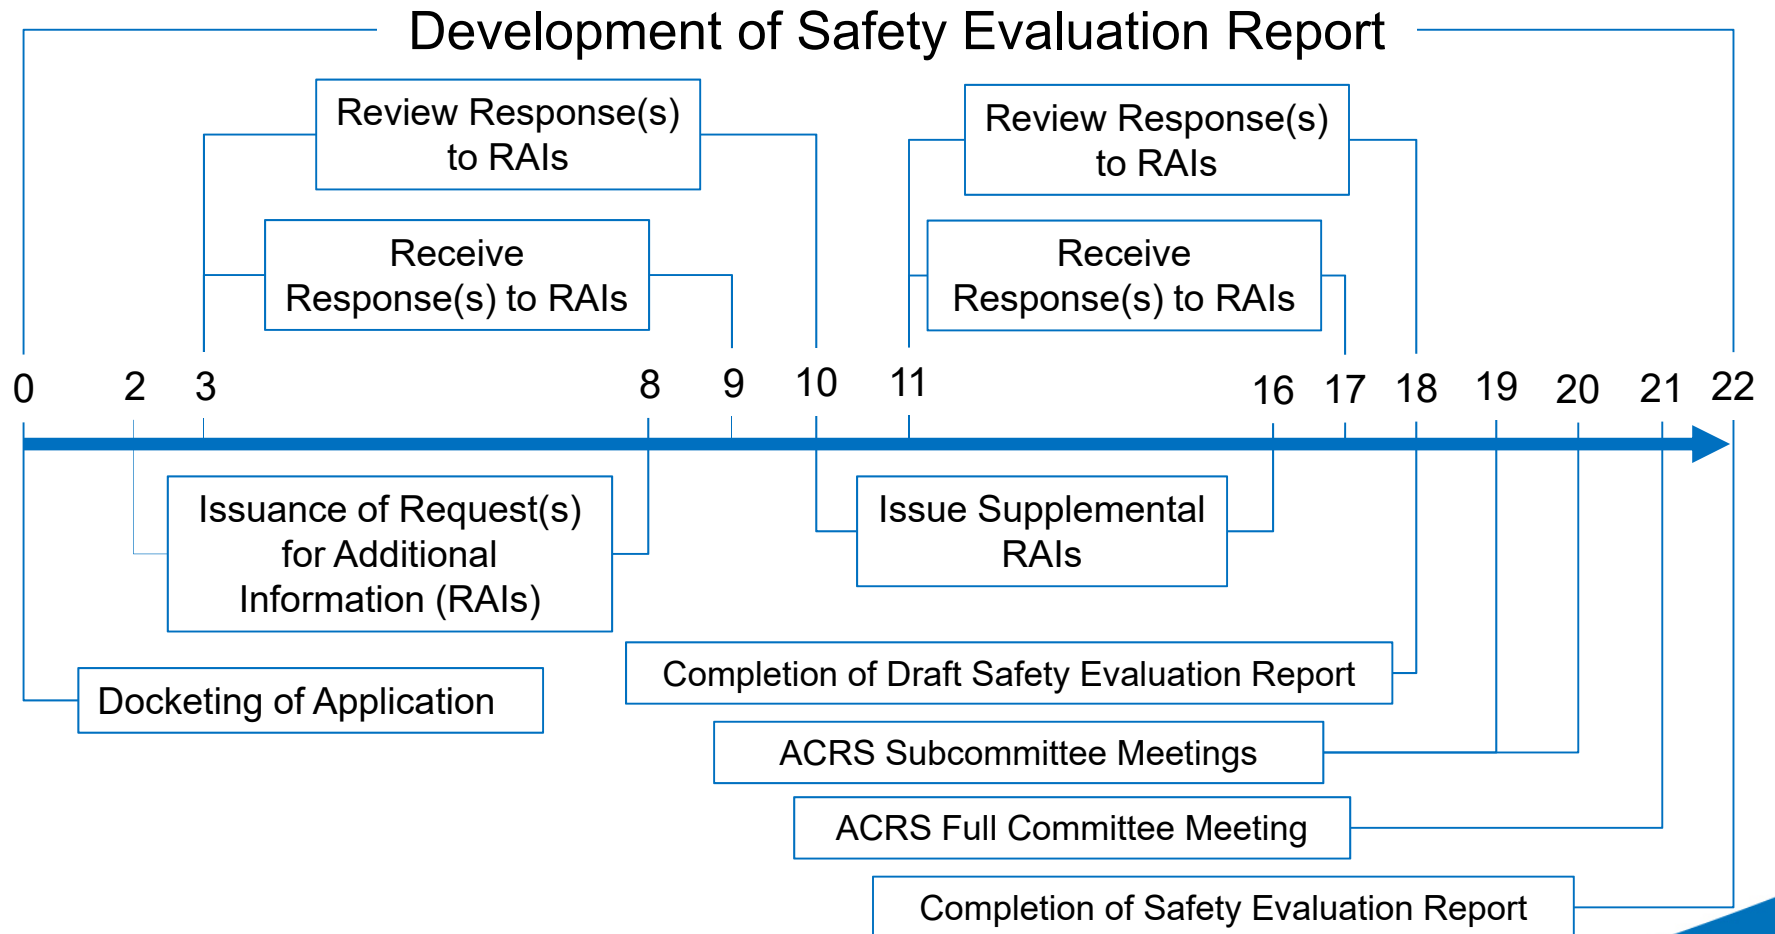 Development of Safety Evaluation Report
Review Response(s)
to RAIs
Review Response(s)
to RAIs
Receive
Response(s) to RAIs
Receive
Response(s) to RAIs
0 2 3 8 9 10 11 16 17 18 19 20 21 22
Issuance of Request(s)
for Additional
Information (RAIs)
Issue Supplemental
RAIs
Completion of Draft Safety Evaluation Report
Docketing of Application
ACRS Subcommittee Meetings
ACRS Full Committee Meeting
Completion of Safety Evaluation Report